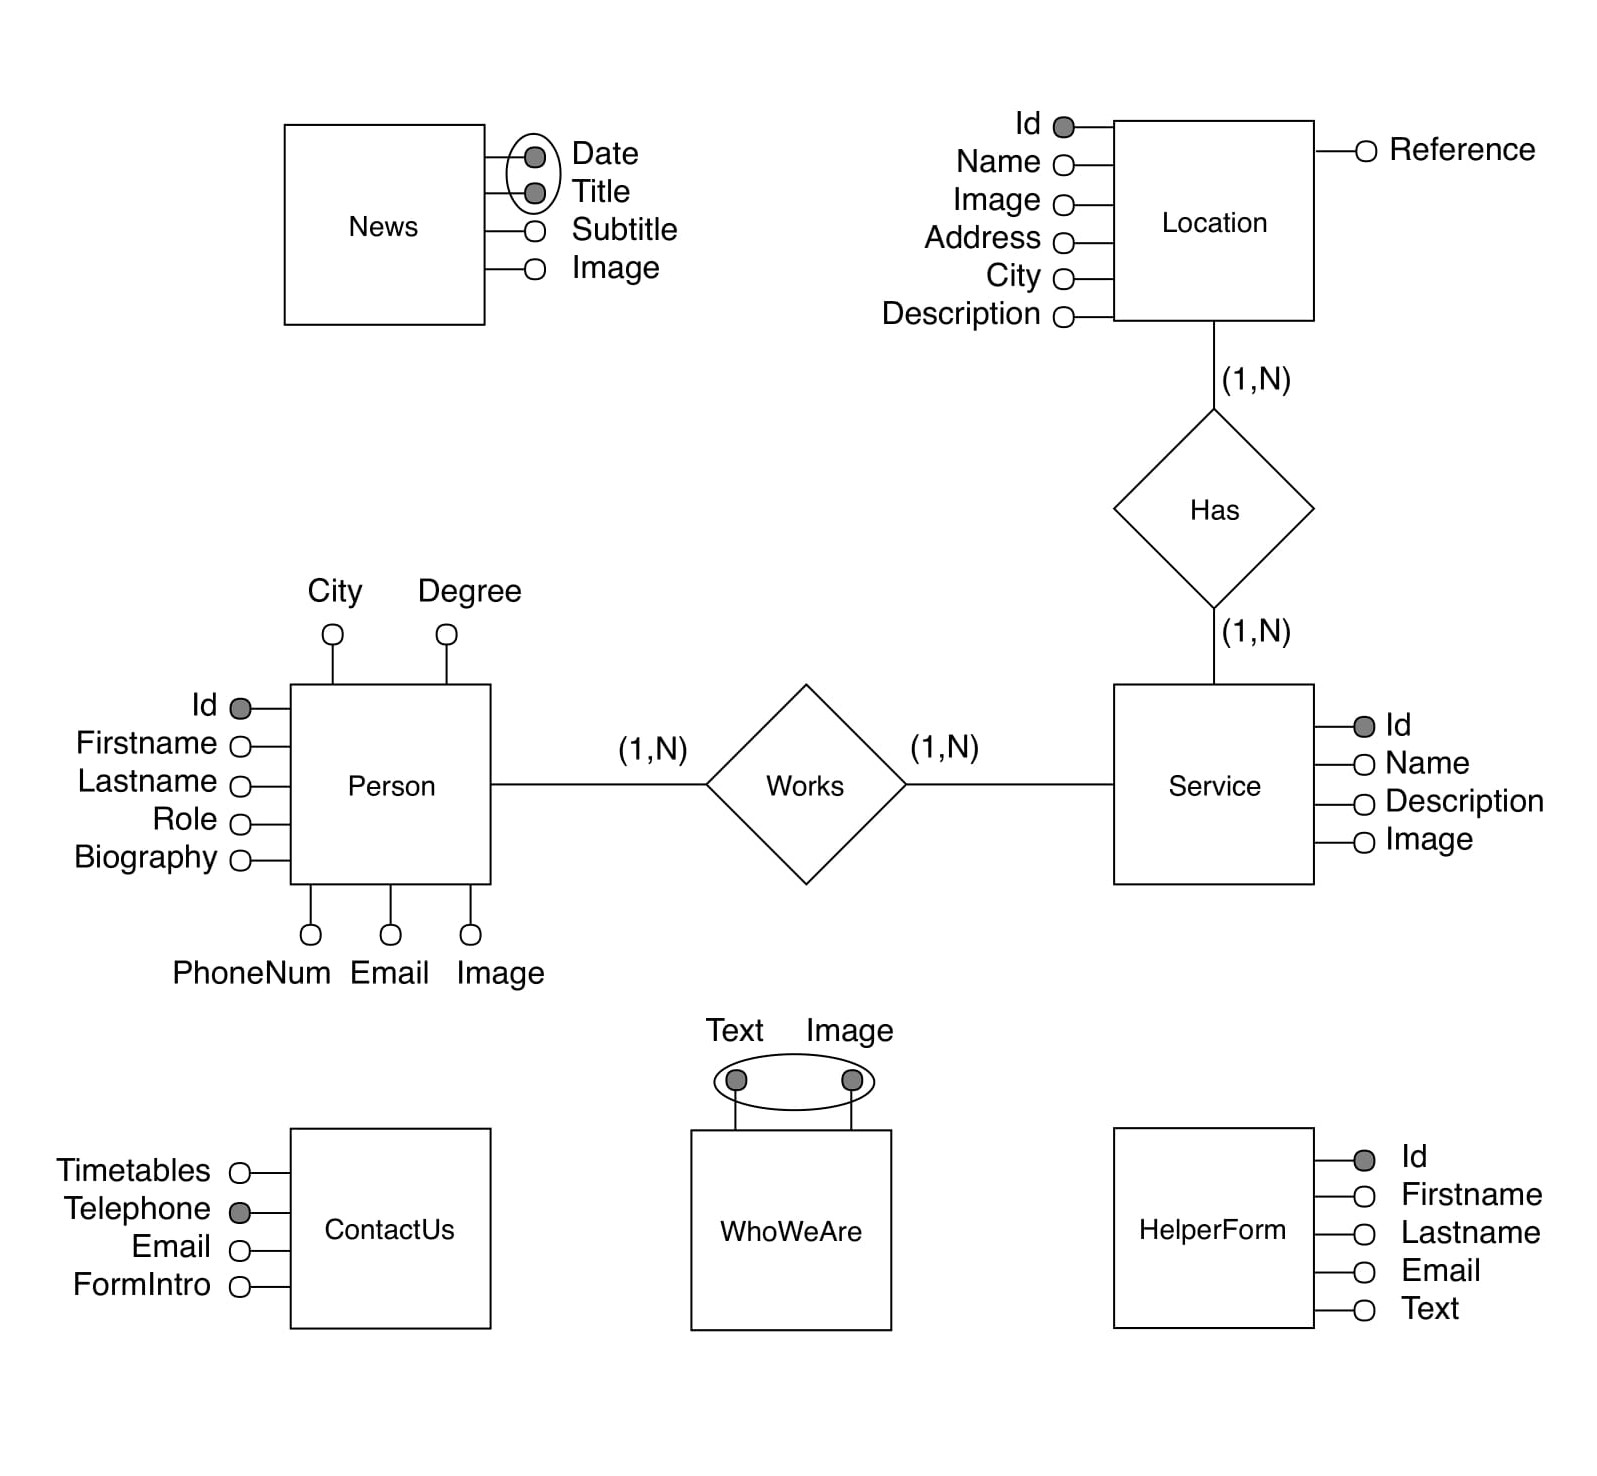 News
Date
Title
Subtitle
Image
Id
Name
Image
Address
City
Description
Location
Reference
(1,N)
Has
(1,N)
City
Degree
Id
Firstname
Lastname
Role
Biography
Person
PhoneNum
Email
Image
(1,N)
Works
(1,N)
Service
Id
Name
Description
Image
Text
Image
WhoWeAre
Timetables
Telephone
Email
FormIntro
ContactUs
HelperForm
Id
Firstname
Lastname
Email
Text